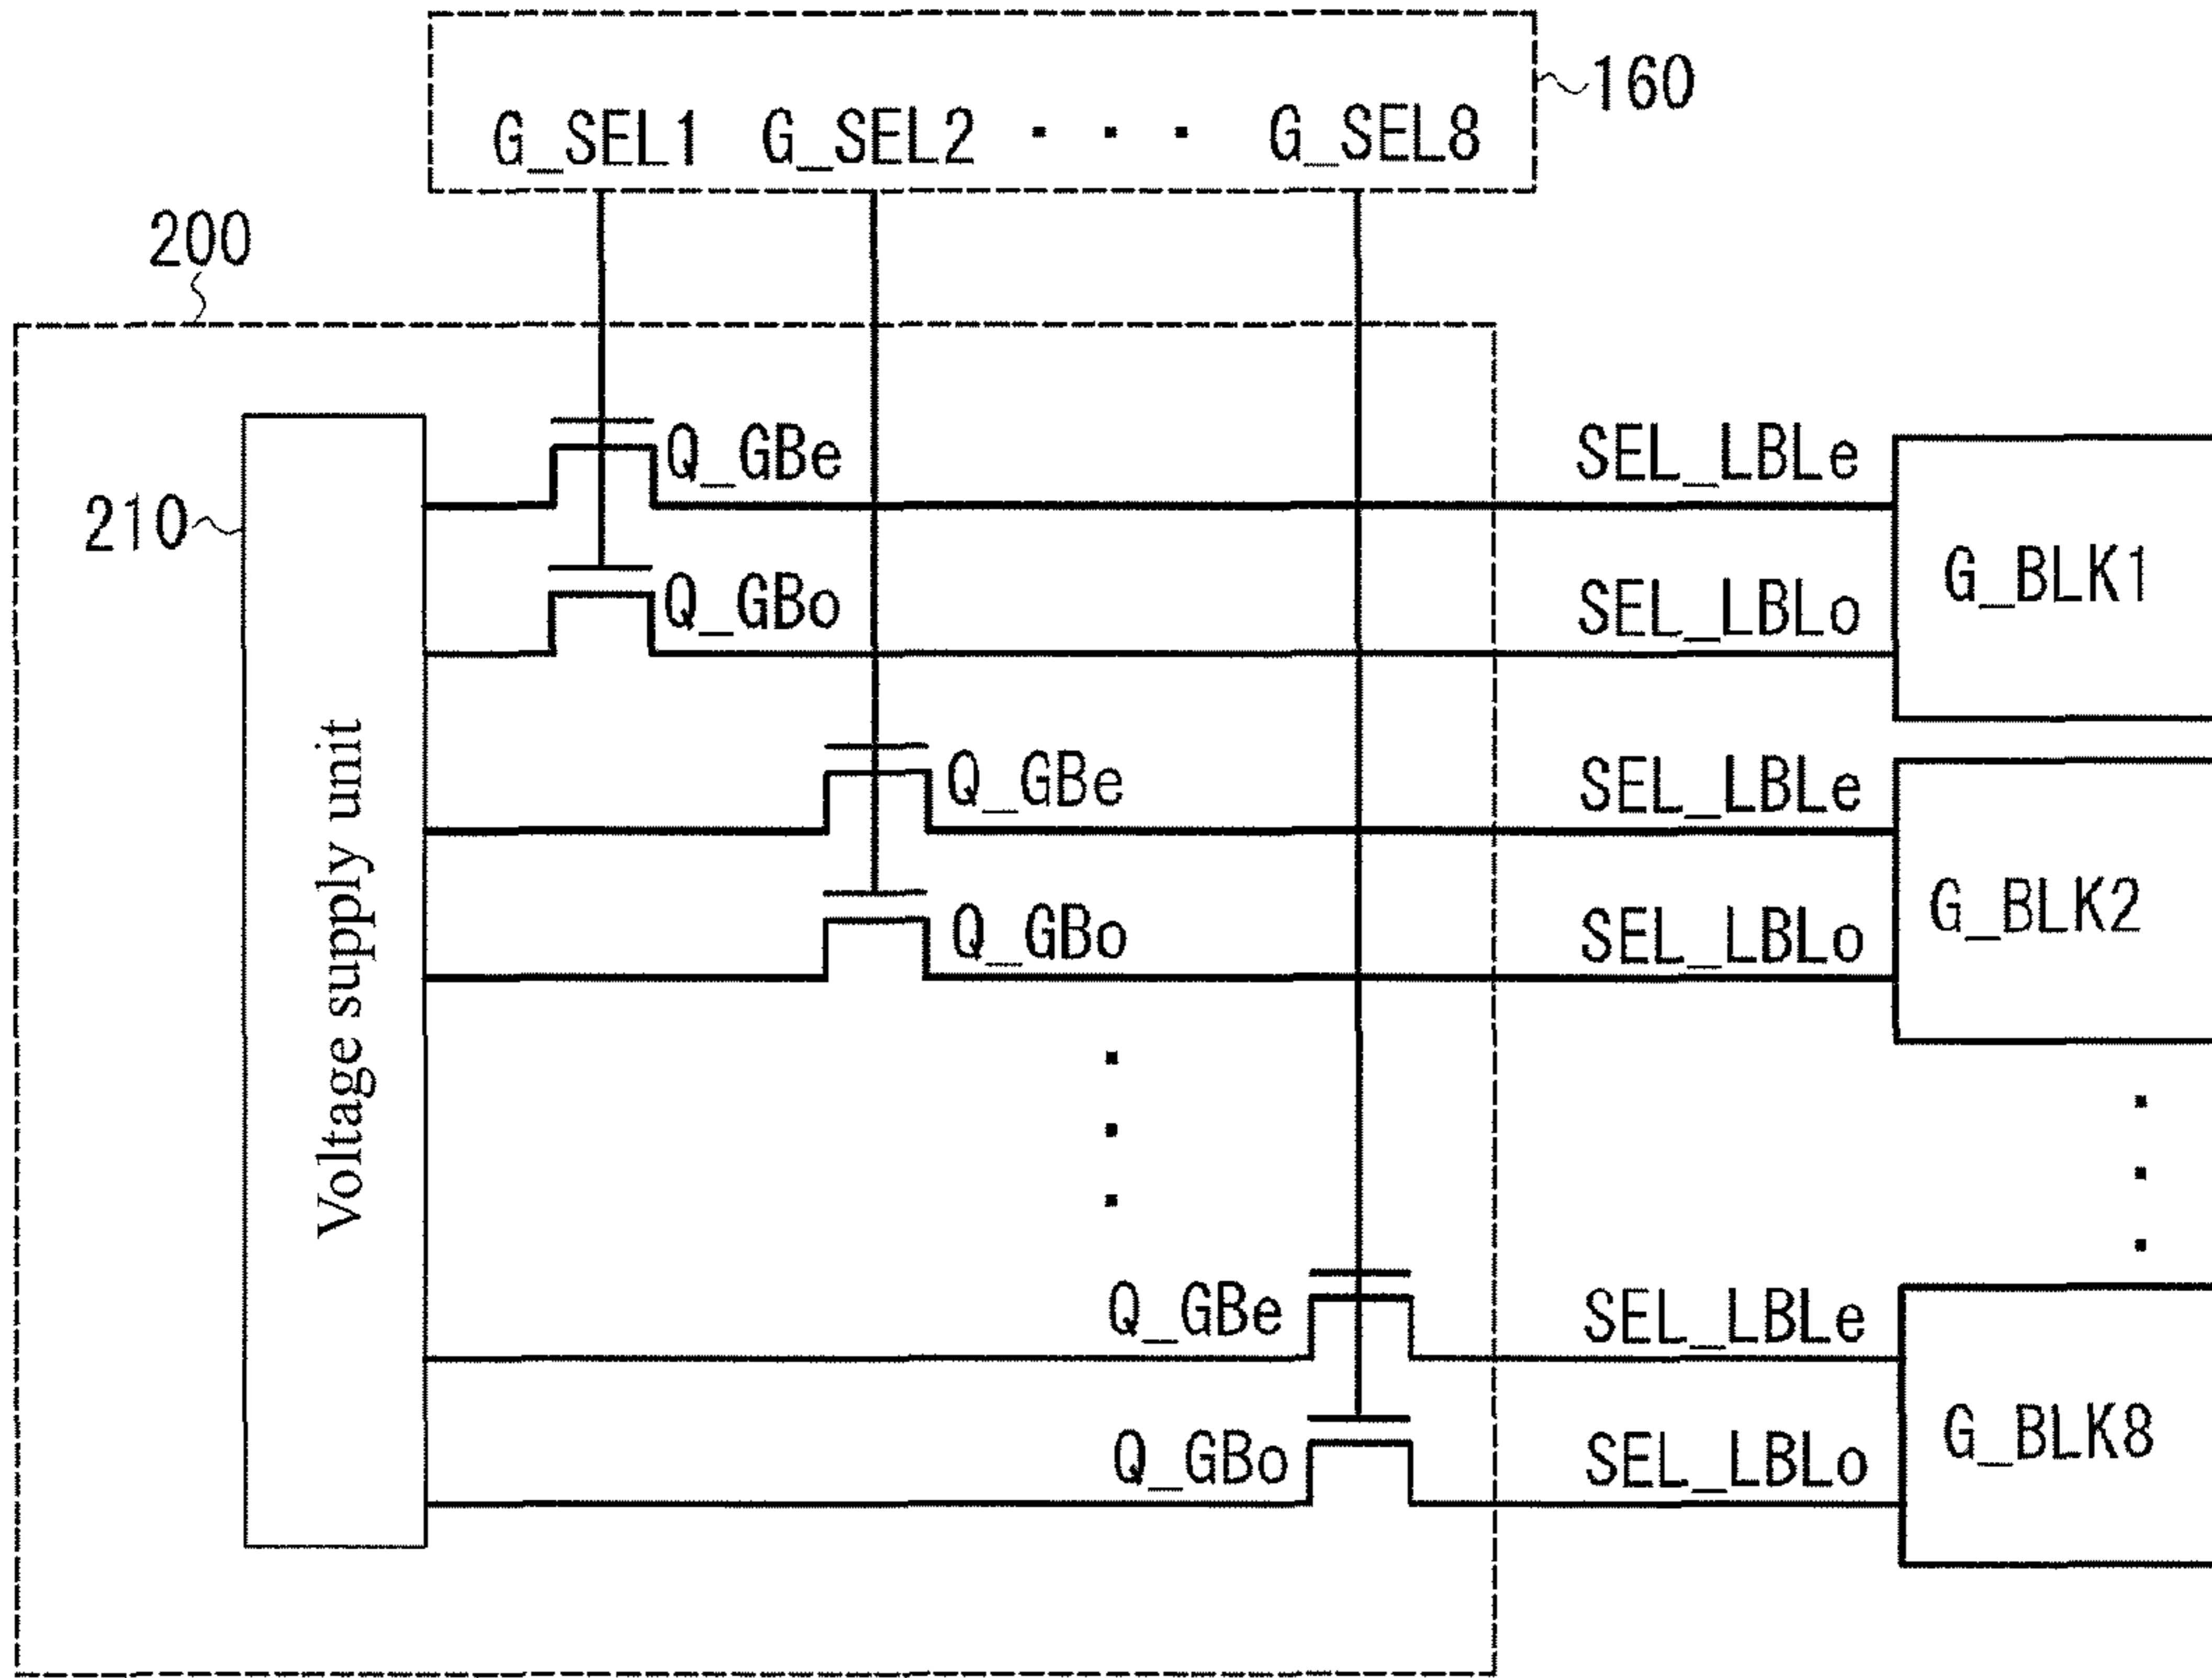 160
G_SEL1 G_SEL2 · · · G_SEL8
200
Q_GBe SEL_LBLe
210
G_BLK1
Q_GBo SEL_LBLo
Voltage supply unit
Q_GBe SEL_LBLe
G_BLK2
Q_GBo SEL_LBLo
Q_GBe SEL_LBLe
G_BLK8
Q_GBo SEL_LBLo